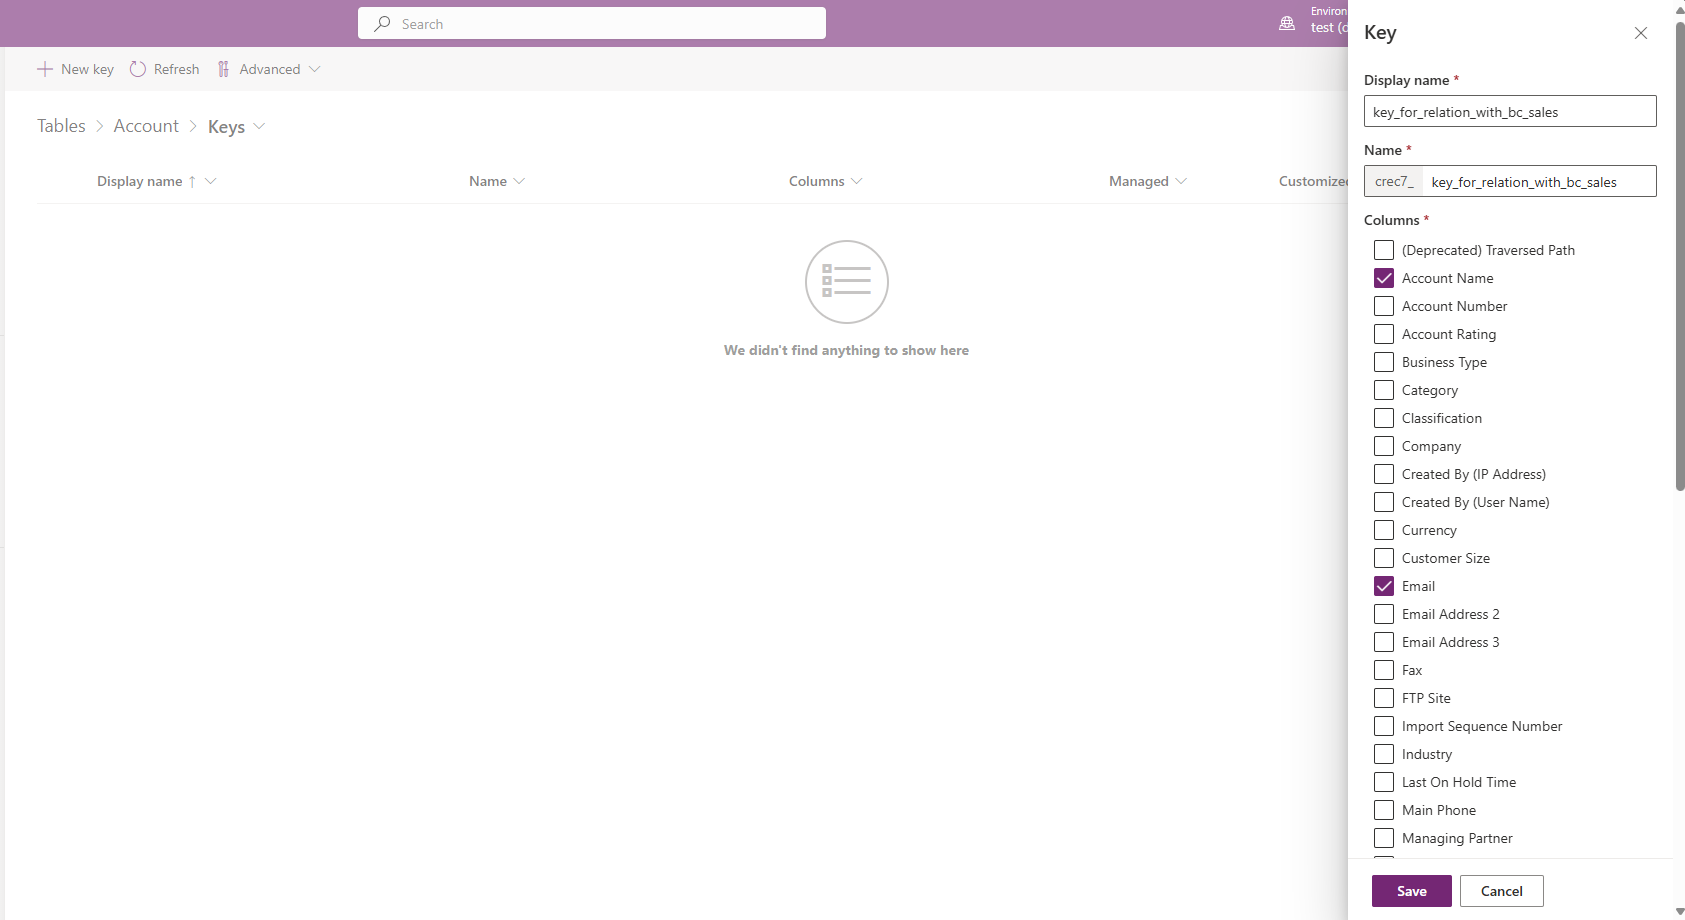 Search
Environ
test (d
New key
Refresh
Advanced
Tables > Account > Keys
Display name ↑
Name
Columns
Managed
Customized
We didn't find anything to show here
Key
Display name *
key_for_relation_with_bc_sales
Name *
crec7_ key_for_relation_with_bc_sales
Columns *
(Deprecated) Traversed Path
Account Name
Account Number
Account Rating
Business Type
Category
Classification
Company
Created By (IP Address)
Created By (User Name)
Currency
Customer Size
Email
Email Address 2
Email Address 3
Fax
FTP Site
Import Sequence Number
Industry
Last On Hold Time
Main Phone
Managing Partner
Save
Cancel